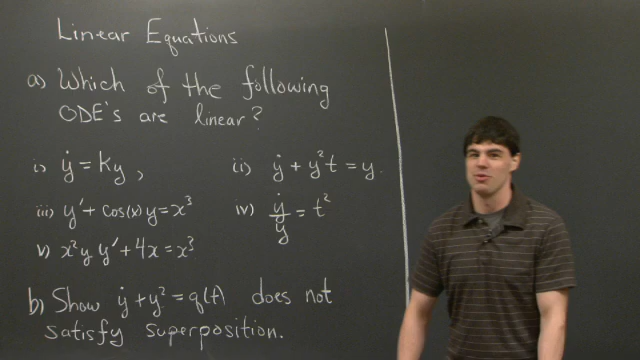 Linear Equations
a) Which of the following
ODE's are linear?
i) ẏ = Ky, ii) ẏ + y²t = y.
iii) y' + cos(x) y = x³ iv) ẏ/y = t²
v) x²y y' + 4x = x³
b) Show ẏ + y² = q(t) does not
satisfy superposition.